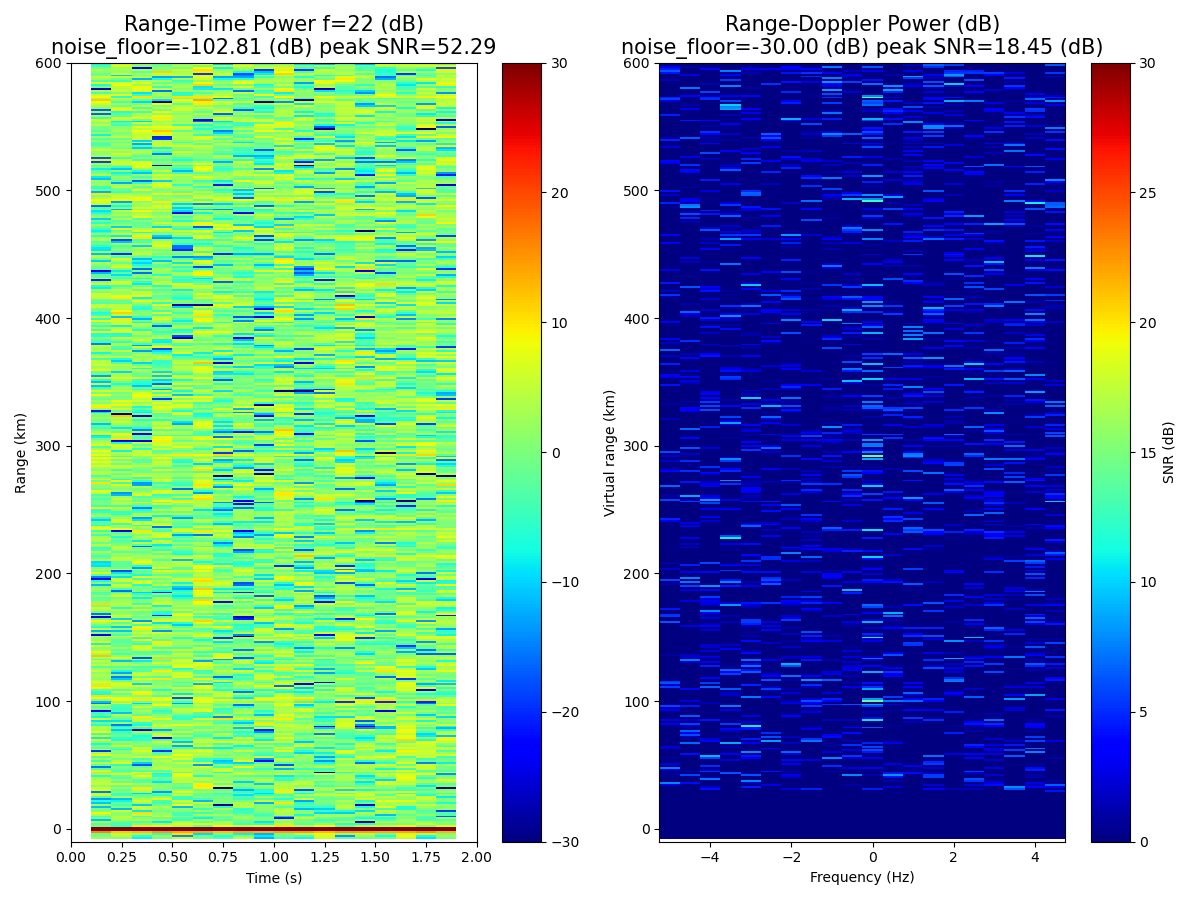 Range-Time Power f=22 (dB)
noise_floor=-102.81 (dB) peak SNR=52.29
600
500
400
300
200
100
0
Range (km)
0.00 0.25 0.50 0.75 1.00 1.25 1.50 1.75 2.00
Time (s)
30
20
10
0
−10
−20
−30
Range-Doppler Power (dB)
noise_floor=-30.00 (dB) peak SNR=18.45 (dB)
600
500
400
300
200
100
0
Virtual range (km)
−4 −2 0 2 4
Frequency (Hz)
30
25
20
15
10
5
0
SNR (dB)